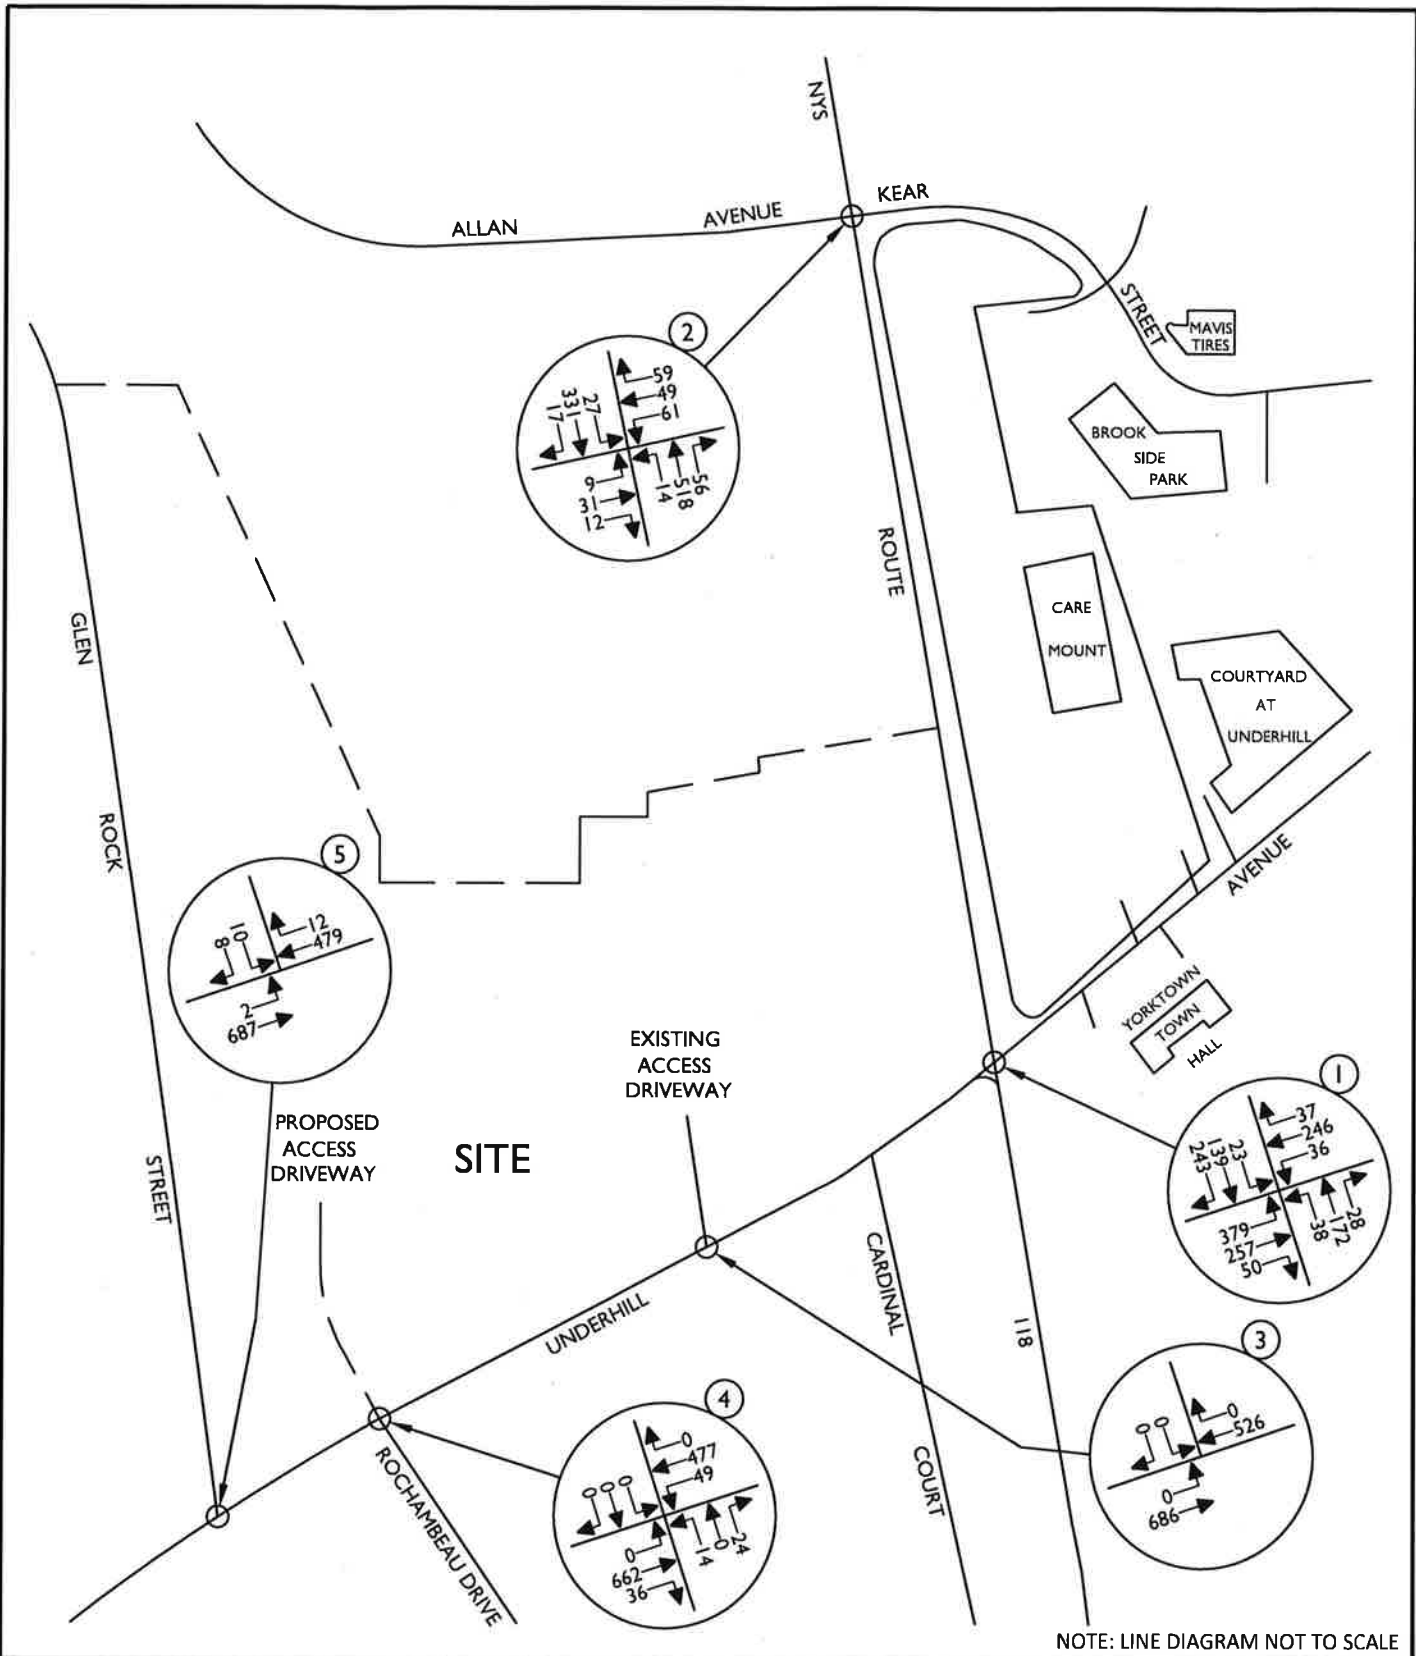 NYS
ALLAN AVENUE
KEAR STREET
MAVIS
TIRES
BROOK
SIDE
PARK
2
59
49
61
17
331
27
9
31
12
14
518
56
ROUTE
CARE
MOUNT
COURTYARD
AT
UNDERHILL
GLEN
ROCK
STREET
AVENUE
5
8
10
12
479
2
687
EXISTING
ACCESS
DRIVEWAY
YORKTOWN
TOWN
HALL
PROPOSED
ACCESS
DRIVEWAY
SITE
1
37
246
36
243
139
23
379
257
50
38
172
28
UNDERHILL
CARDINAL
COURT
118
3
0
0
0
526
0
686
4
0
477
49
0
0
0
0
662
36
14
0
24
ROCHAMBEAU DRIVE
NOTE: LINE DIAGRAM NOT TO SCALE